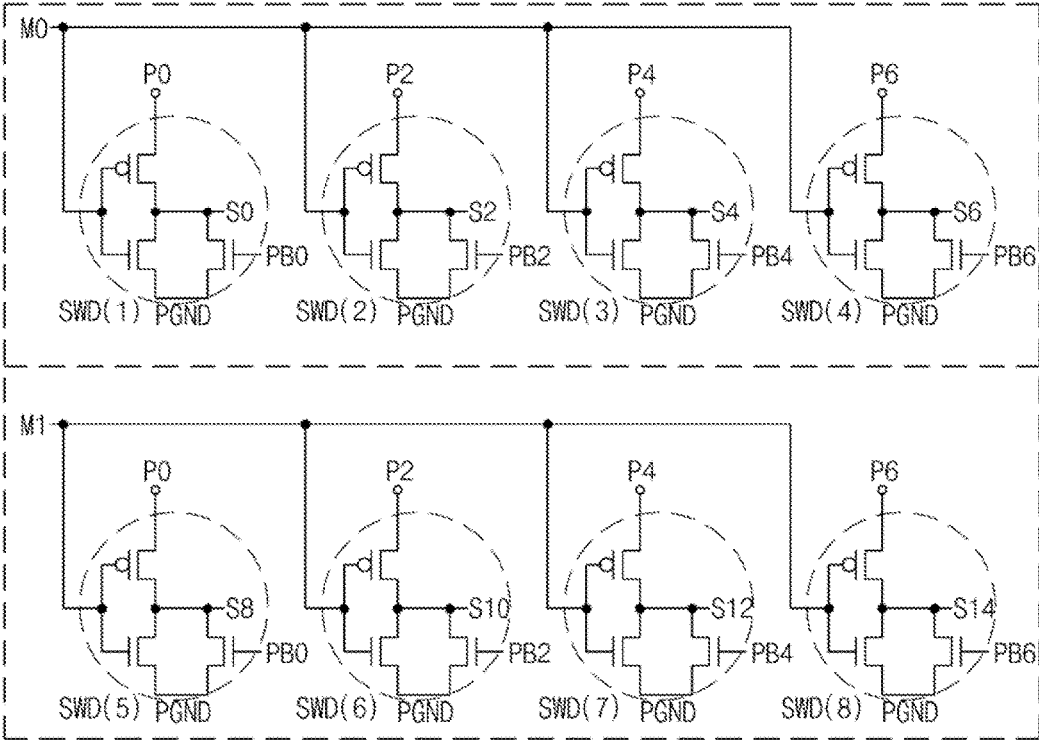 M0
P0 P2 P4 P6
S0 S2 S4 S6
PB0 PB2 PB4 PB6
SWD(1) PGND SWD(2) PGND SWD(3) PGND SWD(4) PGND
M1
P0 P2 P4 P6
S8 S10 S12 S14
PB0 PB2 PB4 PB6
SWD(5) PGND SWD(6) PGND SWD(7) PGND SWD(8) PGND